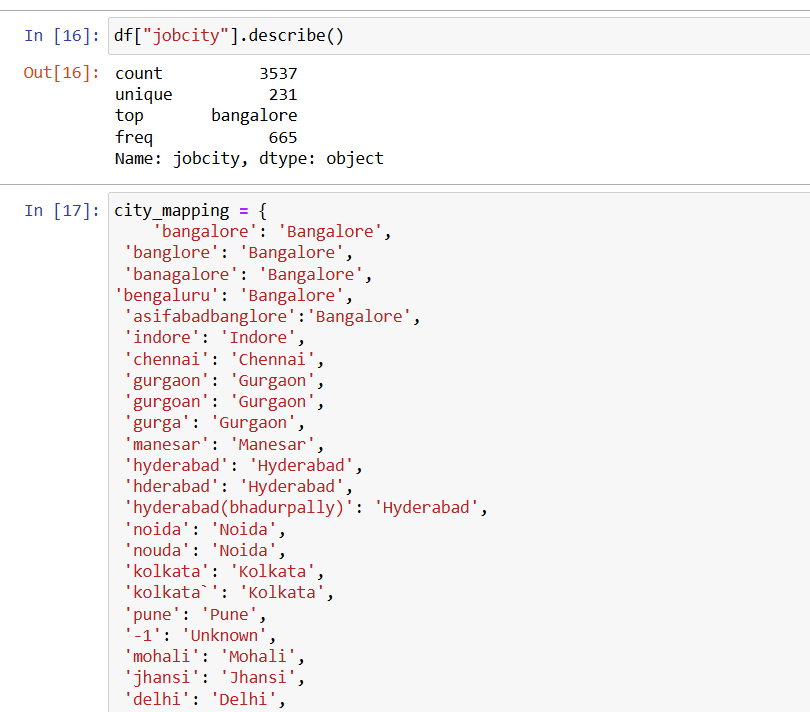 In [16]: df["jobcity"].describe()
Out[16]: count 3537
unique 231
top bangalore
freq 665
Name: jobcity, dtype: object
In [17]: city_mapping = {
'bangalore': 'Bangalore',
'banglore': 'Bangalore',
'banagalore': 'Bangalore',
'bengaluru': 'Bangalore',
'asifabadbanglore':'Bangalore',
'indore': 'Indore',
'chennai': 'Chennai',
'gurgaon': 'Gurgaon',
'gurgoan': 'Gurgaon',
'gurga': 'Gurgaon',
'manesar': 'Manesar',
'hyderabad': 'Hyderabad',
'hderabad': 'Hyderabad',
'hyderabad(bhadurpally)': 'Hyderabad',
'noida': 'Noida',
'nouda': 'Noida',
'kolkata': 'Kolkata',
'kolkata`': 'Kolkata',
'pune': 'Pune',
'-1': 'Unknown',
'mohali': 'Mohali',
'jhansi': 'Jhansi',
'delhi': 'Delhi',